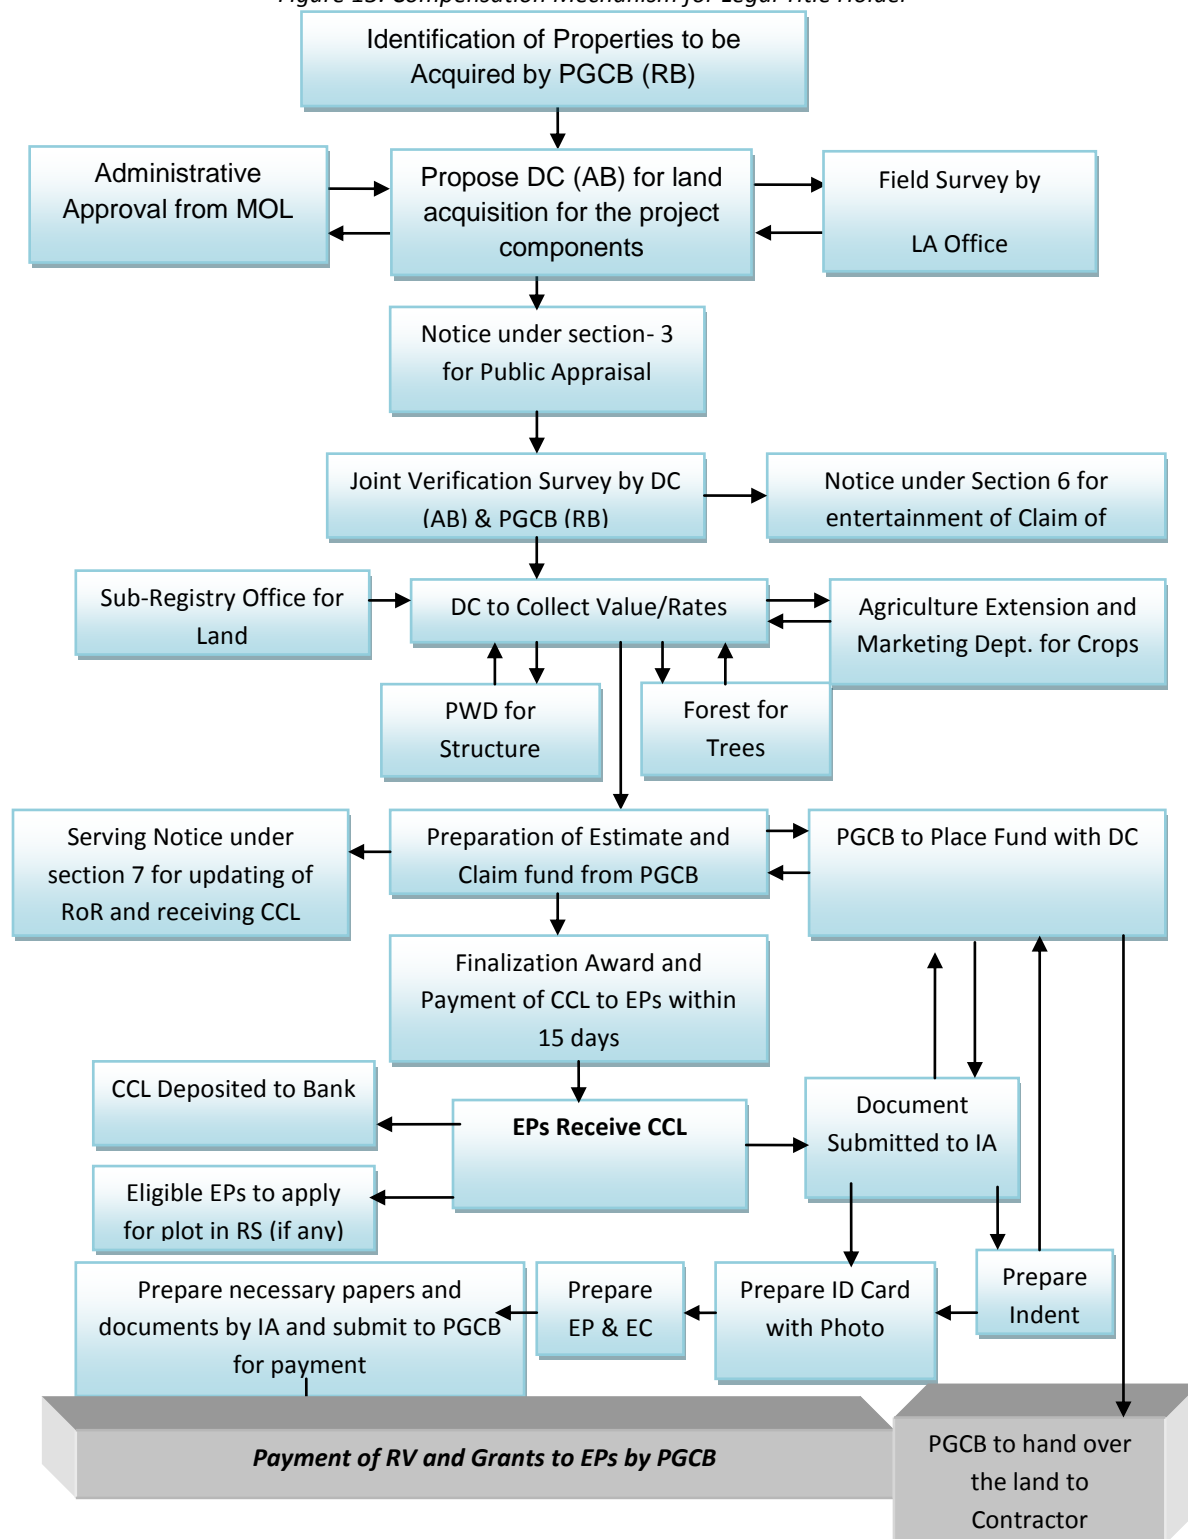 Figure 13: Compensation Mechanism for Legal Title Holder
Identification of Properties to be
Acquired by PGCB (RB)
Administrative
Approval from MOL
Propose DC (AB) for land
acquisition for the project
components
Field Survey by
LA Office
Notice under section- 3
for Public Appraisal
Joint Verification Survey by DC
(AB) & PGCB (RB)
Notice under Section 6 for
entertainment of Claim of
Sub-Registry Office for
Land
DC to Collect Value/Rates
Agriculture Extension and
Marketing Dept. for Crops
PWD for
Structure
Forest for
Trees
Serving Notice under
section 7 for updating of
RoR and receiving CCL
Preparation of Estimate and
Claim fund from PGCB
PGCB to Place Fund with DC
Finalization Award and
Payment of CCL to EPs within
15 days
CCL Deposited to Bank
EPs Receive CCL
Document
Submitted to IA
Eligible EPs to apply
for plot in RS (if any)
Prepare necessary papers and
documents by IA and submit to PGCB
for payment
Prepare
EP & EC
Prepare ID Card
with Photo
Prepare
Indent
Payment of RV and Grants to EPs by PGCB
PGCB to hand over
the land to
Contractor